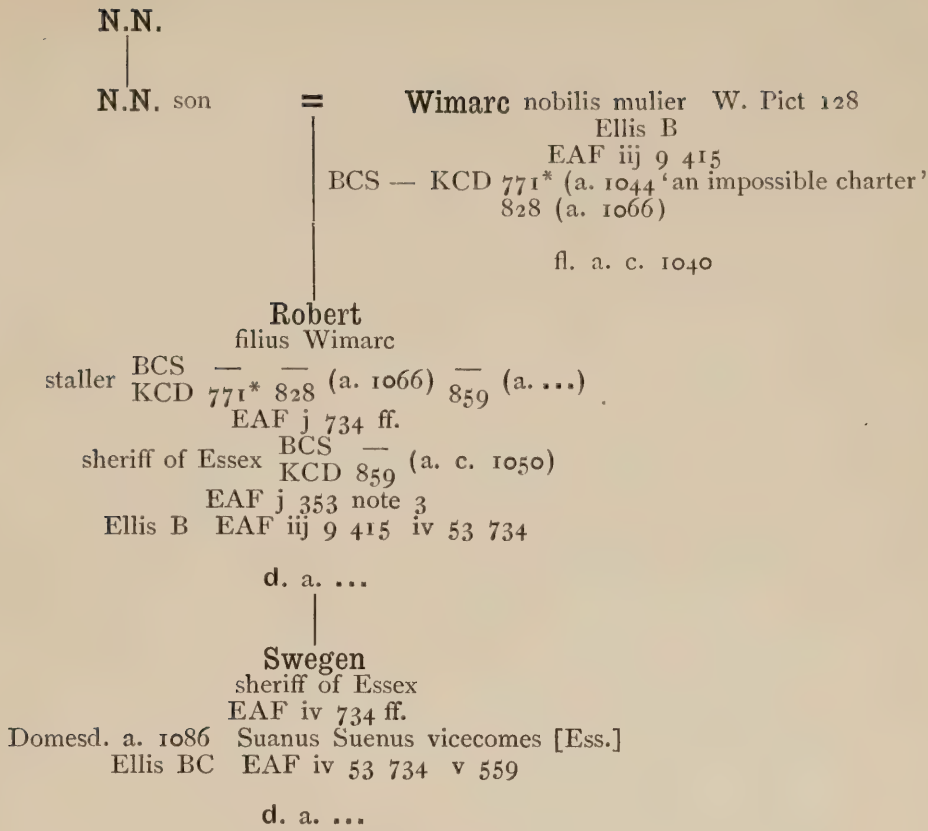 N.N.
N.N. son = Wimarc nobilis mulier W. Pict 128
Ellis B
EAF iij 9 415
BCS — KCD 771* (a. 1044 'an impossible charter'
828 (a. 1066)
fl. a. c. 1040
Robert
filius Wimarc
staller BCS — — —
KCD 771* 828 (a. 1066) 859 (a. ...)
EAF j 734 ff.
sheriff of Essex BCS —
KCD 859 (a. c. 1050)
EAF j 353 note 3
Ellis B EAF iij 9 415 iv 53 734
d. a. ...
Swegen
sheriff of Essex
EAF iv 734 ff.
Domesd. a. 1086 Suanus Suenus vicecomes [Ess.]
Ellis BC EAF iv 53 734 v 559
d. a. ...